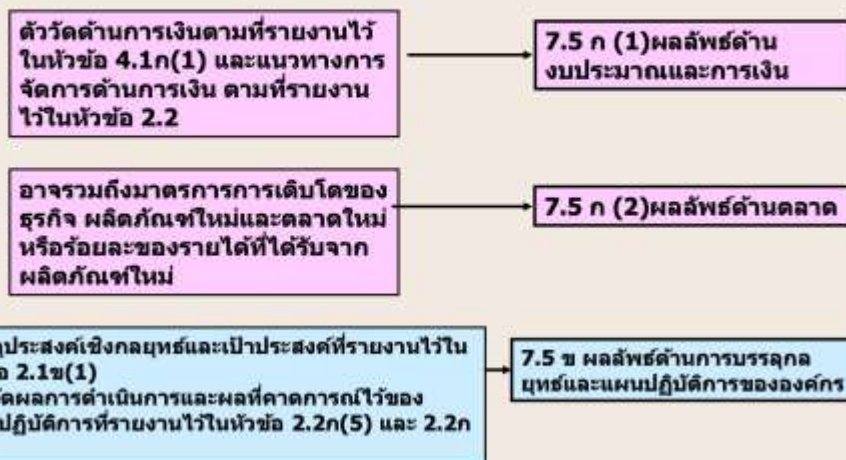 ตัววัดด้านการเงินตามที่รายงานไว้
ในหัวข้อ 4.1ก(1) และแนวทางการ
จัดการด้านการเงิน ตามที่รายงาน
ไว้ในหัวข้อ 2.2
7.5 ก (1)ผลลัพธ์ด้าน
งบประมาณและการเงิน
อาจรวมถึงมาตรการการเติบโตของ
ธุรกิจ ผลิตภัณฑ์ใหม่และตลาดใหม่
หรือร้อยละของรายได้ที่ได้รับจาก
ผลิตภัณฑ์ใหม่
7.5 ก (2)ผลลัพธ์ด้านตลาด
ประสงค์เชิงกลยุทธ์และเป้าประสงค์ที่รายงานไว้ใน
2.1ข(1)
ผลการดำเนินการและผลที่คาดการณ์ไว้ของ
ปฏิบัติการที่รายงานไว้ในหัวข้อ 2.2ก(5) และ 2.2ก
7.5 ข ผลลัพธ์ด้านการบรรลุกล
ยุทธ์และแผนปฏิบัติการขององค์กร